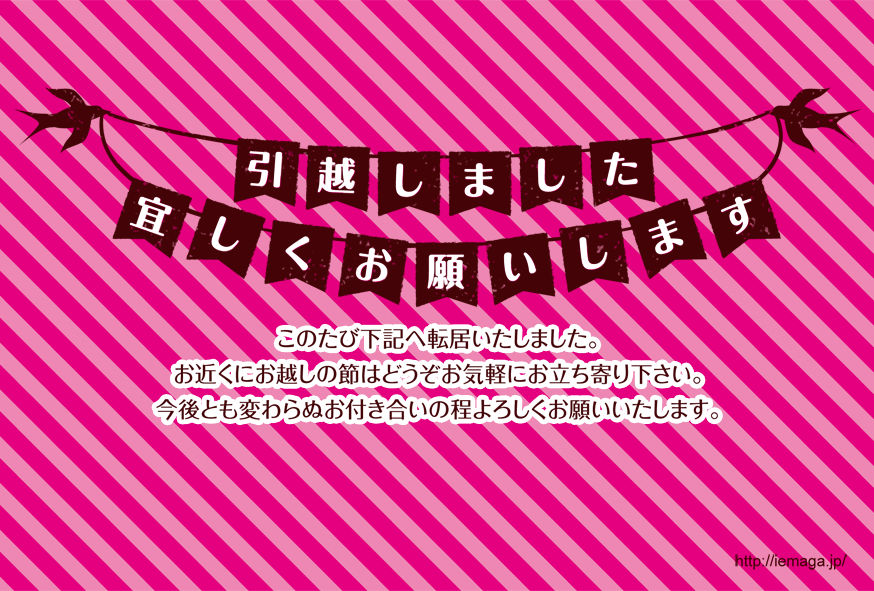 引越しました
宜しくお願いします
このたび下記へ転居いたしました。
お近くにお越しの節はどうぞお気軽にお立ち寄り下さい。
今後とも変わらぬお付き合いの程よろしくお願いいたします。
http://iemaga.jp/